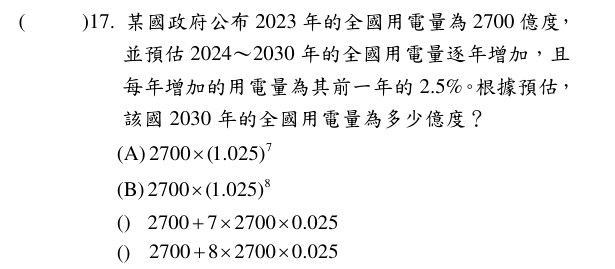 (　　)17. 某國政府公布 2023 年的全國用電量為 2700 億度，
並預估 2024～2030 年的全國用電量逐年增加，且
每年增加的用電量為其前一年的 2.5%。根據預估，
該國 2030 年的全國用電量為多少億度？
(A) 2700×(1.025)⁷
(B) 2700×(1.025)⁸
() 2700+7×2700×0.025
() 2700+8×2700×0.025